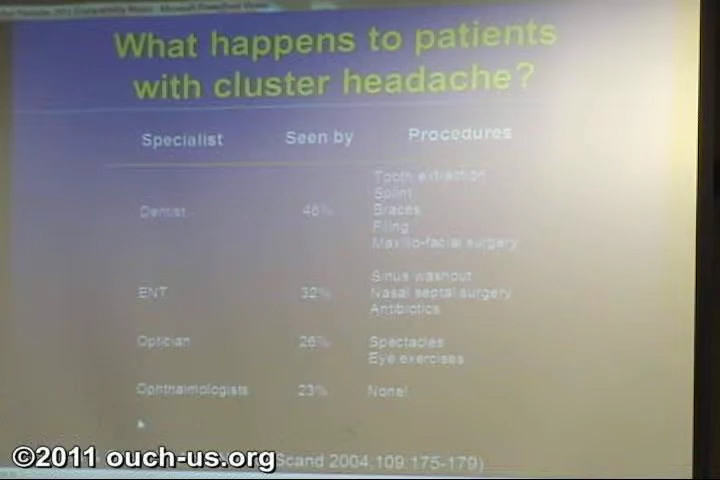 What happens to patients
with cluster headache?
Specialist Seen by Procedures
Dentist 46% Tooth extraction
Splint
Braces
Filing
Maxillo-facial surgery
ENT 32% Sinus washout
Nasal septal surgery
Antibiotics
Optician 26% Spectacles
Eye exercises
Ophthalmologists 23% None!
Scand 2004;109:175-179)
©2011 ouch-us.org